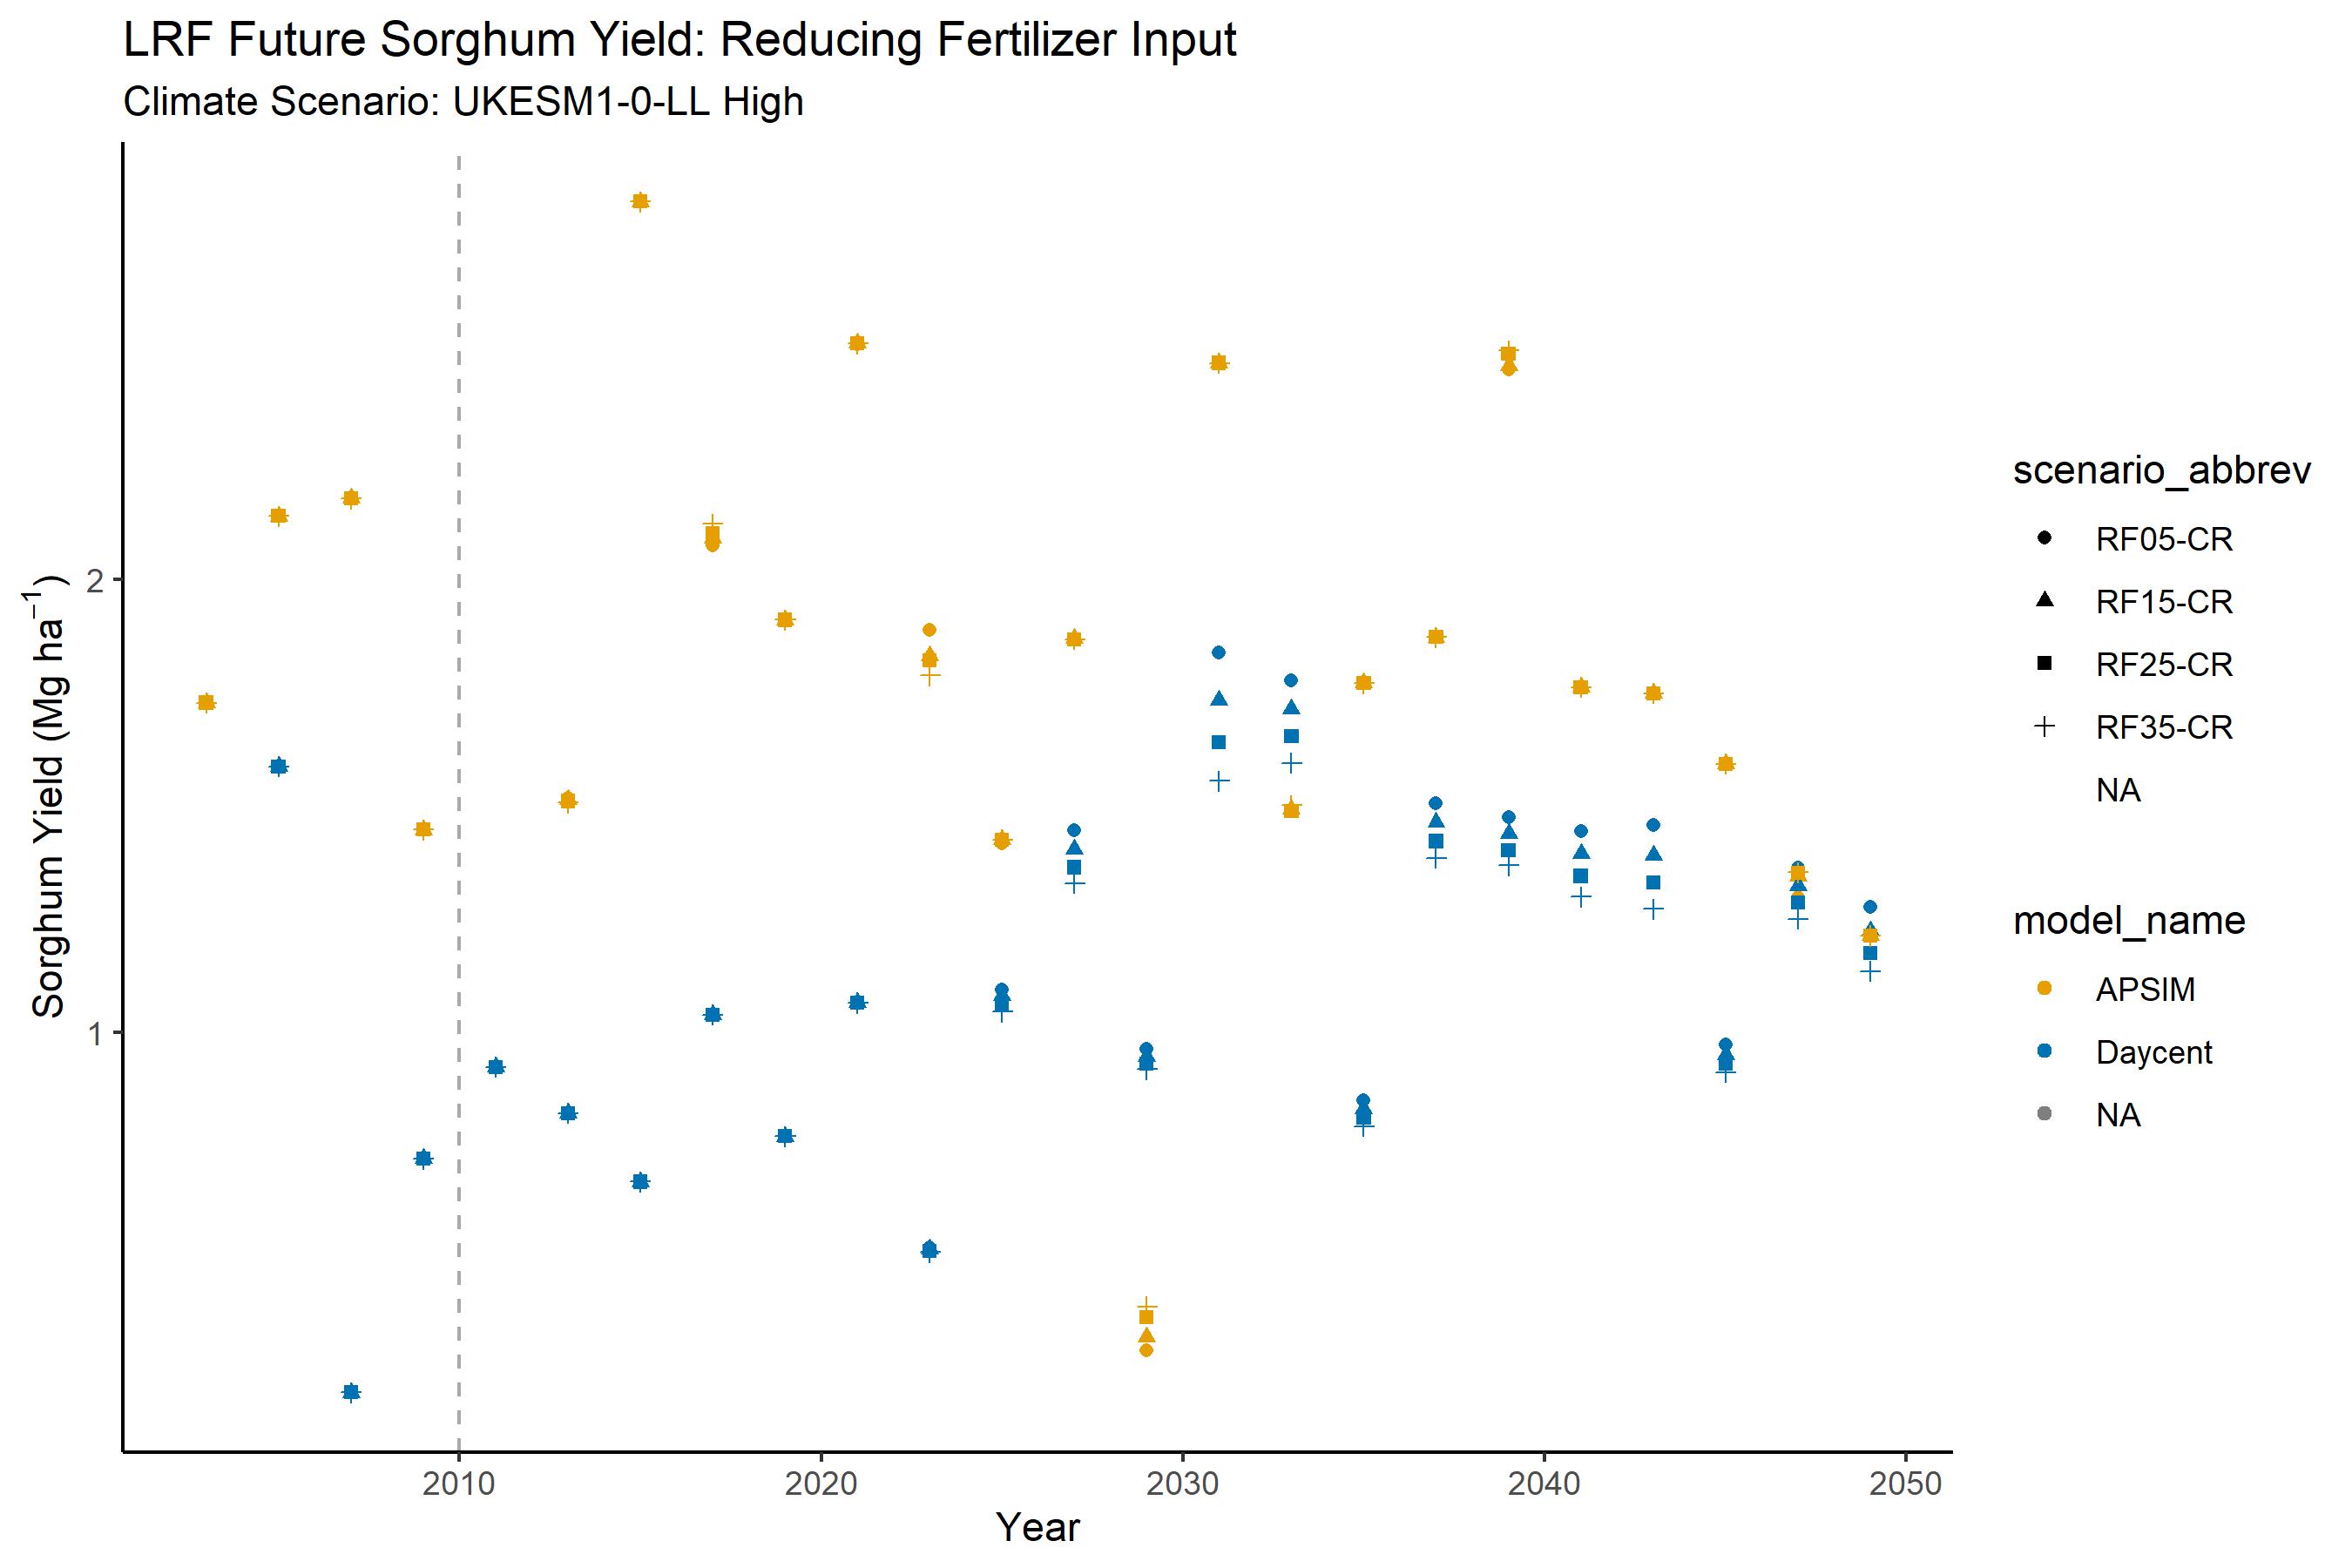 LRF Future Sorghum Yield: Reducing Fertilizer Input
Climate Scenario: UKESM1-0-LL High
Sorghum Yield (Mg ha⁻¹)
2
1
2010
2020
2030
2040
2050
Year
scenario_abbrev
RF05-CR
RF15-CR
RF25-CR
RF35-CR
NA
model_name
APSIM
Daycent
NA